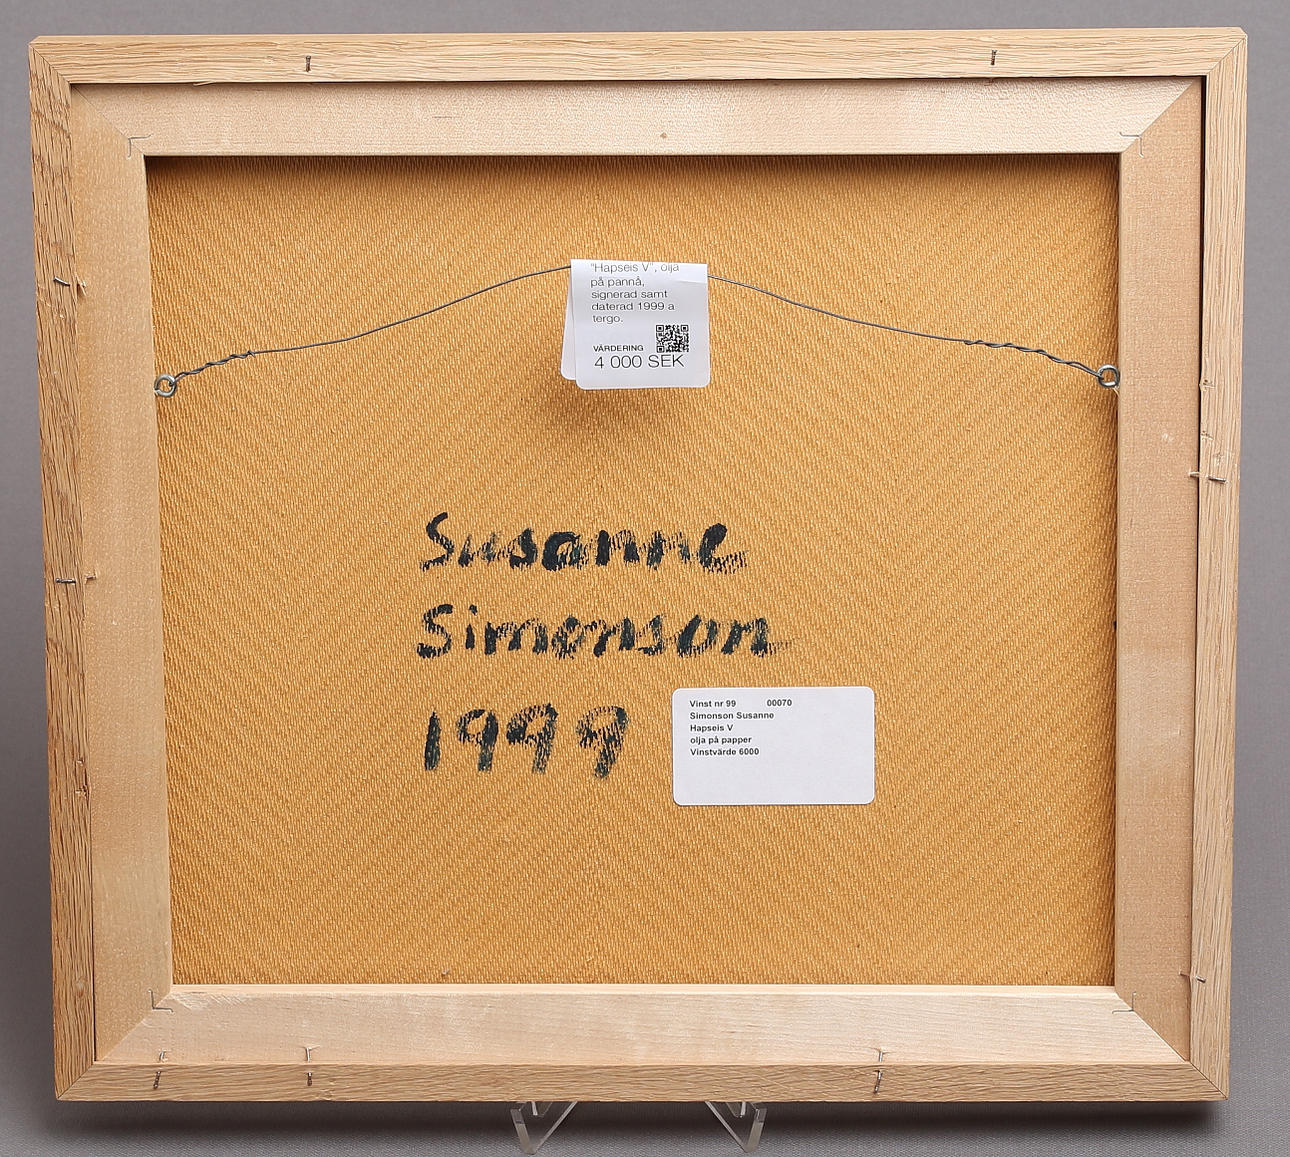 "Hapseis V", olja
på pannå,
signerad samt
daterad 1999 a
tergo.
VÄRDERING
4 000 SEK
Susanne
Simonson
1999
Vinst nr 99 00070
Simonson Susanne
Hapseis V
olja på papper
Vinstvärde 6000